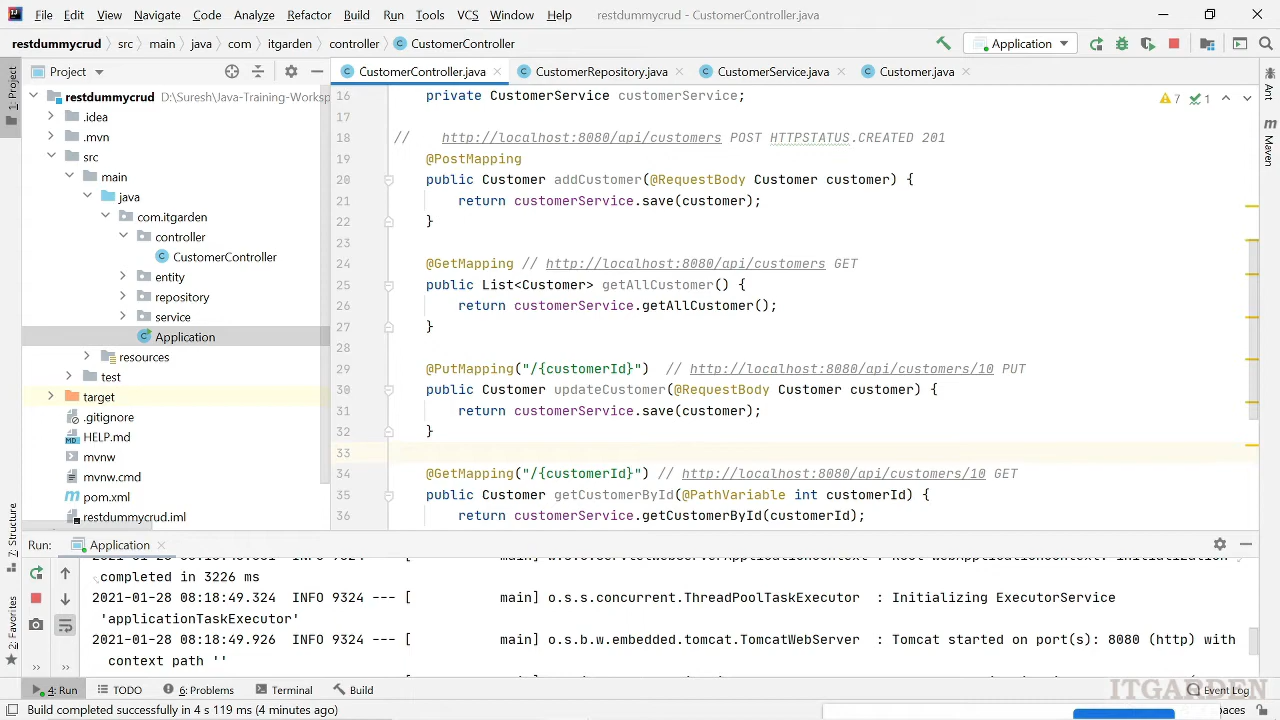 File Edit View Navigate Code Analyze Refactor Build Run Tools VCS Window Help restdummycrud - CustomerController.java
restdummycrud src main java com itgarden controller CustomerController Application
1: Project
Project CustomerController.java CustomerRepository.java CustomerService.java Customer.java
restdummycrud D:\Suresh\Java-Training-Worksp
.idea
.mvn
src
main
java
com.itgarden
controller
CustomerController
entity
repository
service
Application
resources
test
target
.gitignore
HELP.md
mvnw
mvnw.cmd
pom.xml
restdummycrud.iml
7 1
16 private CustomerService customerService;
17
18 // http://localhost:8080/api/customers POST HTTPSTATUS.CREATED 201
19 @PostMapping
20 public Customer addCustomer(@RequestBody Customer customer) {
21 return customerService.save(customer);
22 }
23
24 @GetMapping // http://localhost:8080/api/customers GET
25 public List<Customer> getAllCustomer() {
26 return customerService.getAllCustomer();
27 }
28
29 @PutMapping("/{customerId}") // http://localhost:8080/api/customers/10 PUT
30 public Customer updateCustomer(@RequestBody Customer customer) {
31 return customerService.save(customer);
32 }
33
34 @GetMapping("/{customerId}") // http://localhost:8080/api/customers/10 GET
35 public Customer getCustomerById(@PathVariable int customerId) {
36 return customerService.getCustomerById(customerId);
Ant
Maven
7: Structure
2: Favorites
Run: Application
completed in 3226 ms
2021-01-28 08:18:49.324 INFO 9324 --- [ main] o.s.s.concurrent.ThreadPoolTaskExecutor : Initializing ExecutorService
'applicationTaskExecutor'
2021-01-28 08:18:49.926 INFO 9324 --- [ main] o.s.b.w.embedded.tomcat.TomcatWebServer : Tomcat started on port(s): 8080 (http) with
context path ''
4: Run TODO 6: Problems Terminal Build Event Log
ITGARDEN
Build completed successfully in 4 s 119 ms (4 minutes ago) paces